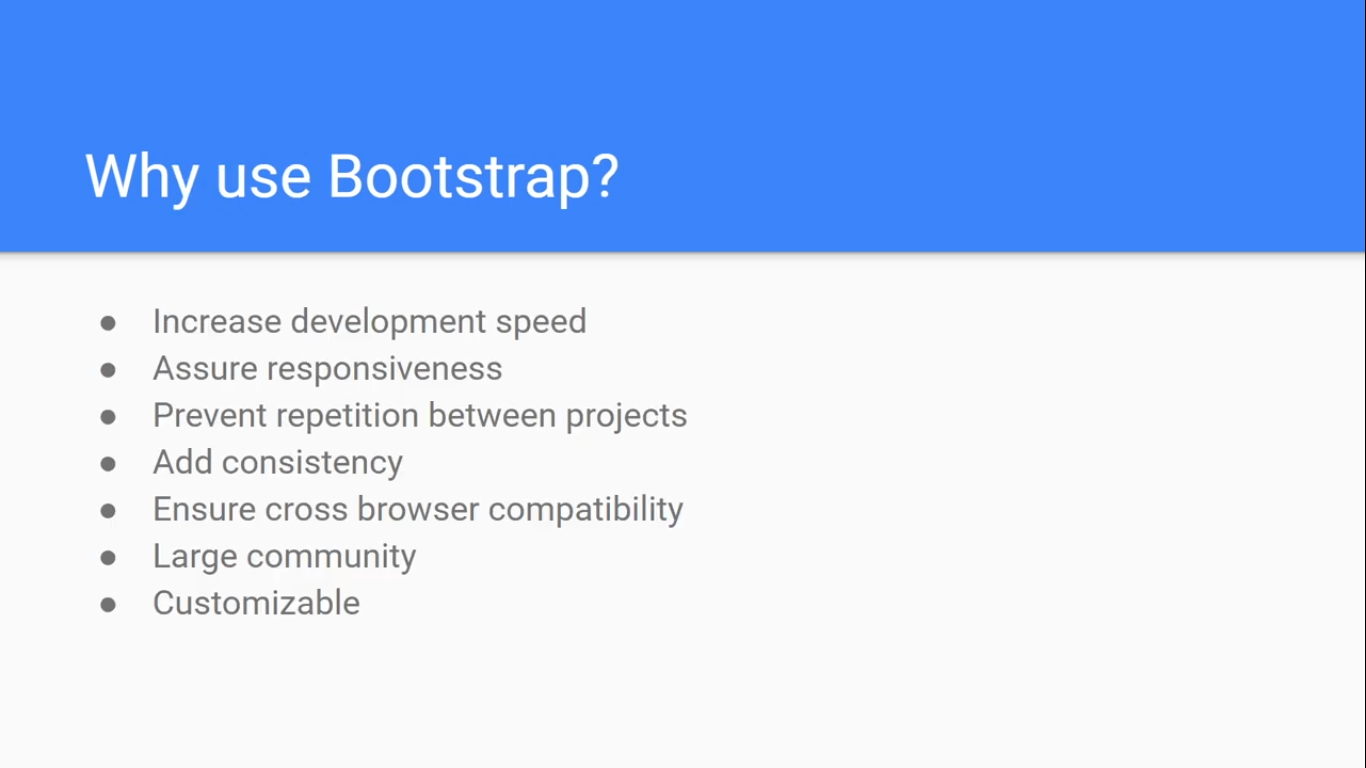 Why use Bootstrap?
● Increase development speed
● Assure responsiveness
● Prevent repetition between projects
● Add consistency
● Ensure cross browser compatibility
● Large community
● Customizable